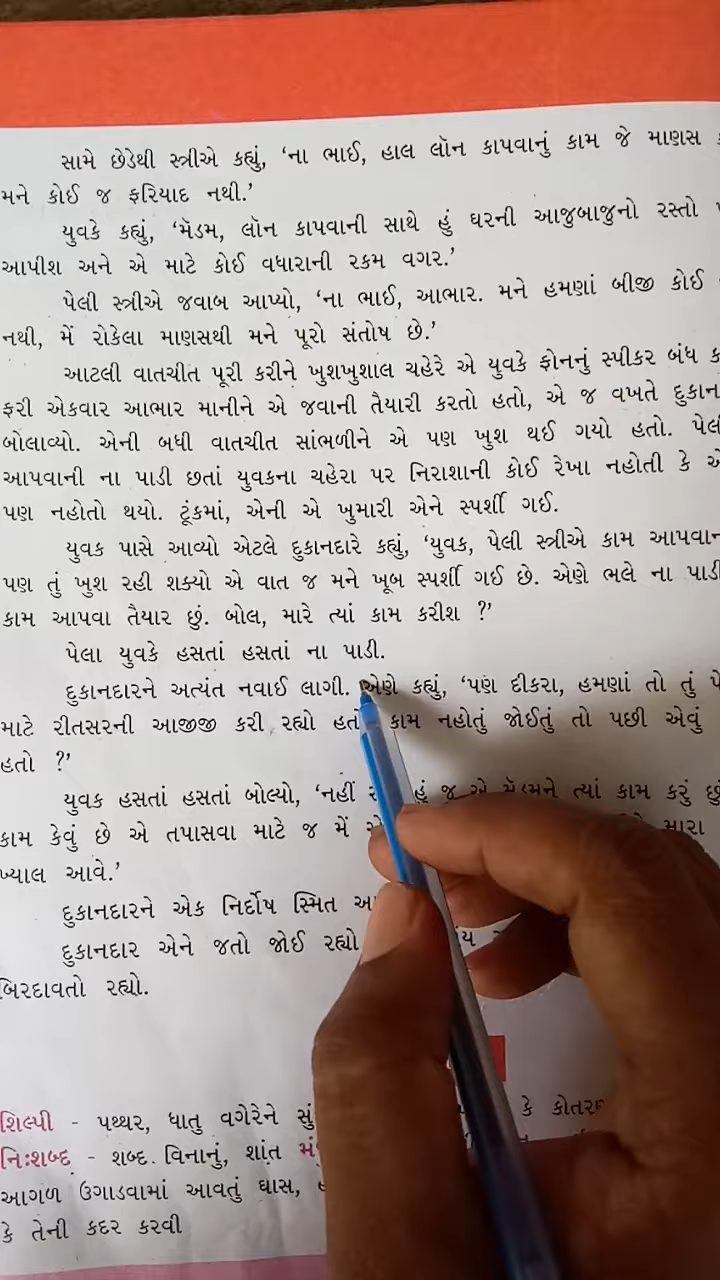 સામે છેડેથી સ્ત્રીએ કહ્યું, ‘ના ભાઈ, હાલ લૉન કાપવાનું કામ જે માણસ
મને કોઈ જ ફરિયાદ નથી.’
યુવકે કહ્યું, ‘મૅડમ, લૉન કાપવાની સાથે હું ઘરની આજુબાજુનો રસ્તો
આપીશ અને એ માટે કોઈ વધારાની રકમ વગર.’
પેલી સ્ત્રીએ જવાબ આપ્યો, ‘ના ભાઈ, આભાર. મને હમણાં બીજી કોઈ
નથી, મેં રોકેલા માણસથી મને પૂરો સંતોષ છે.’
આટલી વાતચીત પૂરી કરીને ખુશખુશાલ ચહેરે એ યુવકે ફોનનું સ્પીકર બંધ
ફરી એકવાર આભાર માનીને એ જવાની તૈયારી કરતો હતો, એ જ વખતે
બોલાવ્યો. એની બધી વાતચીત સાંભળીને એ પણ ખુશ થઈ ગયો હતો.
આપવાની ના પાડી છતાં યુવકના ચહેરા પર નિરાશાની કોઈ રેખા નહોતી કે
પણ નહોતો થયો. ટૂંકમાં, એની એ ખુમારી એને સ્પર્શી ગઈ.
યુવક પાસે આવ્યો એટલે દુકાનદારે કહ્યું, ‘યુવક, પેલી સ્ત્રીએ કામ
પણ તું ખુશ રહી શક્યો એ વાત જ મને ખૂબ સ્પર્શી ગઈ છે. એણે ભલે ના પાડી
કામ આપવા તૈયાર છું. બોલ, મારે ત્યાં કામ કરીશ ?’
પેલા યુવકે હસતાં હસતાં ના પાડી.
દુકાનદારને અત્યંત નવાઈ લાગી. એણે કહ્યું, ‘પણ દીકરા, હમણાં તો તું
માટે રીતસરની આજીજી કરી રહ્યો કામ નહોતું જોઈતું તો પછી એવું
હતો ?’
યુવક હસતાં હસતાં બોલ્યો, ‘નહીં હું જ એ મૅડમને ત્યાં કામ કરું છું
કામ કેવું છે એ તપાસવા માટે જ મેં મારા
ખ્યાલ આવે.’
દુકાનદારને એક નિર્દોષ સ્મિત
દુકાનદાર એને જતો જોઈ રહ્યો
બિરદાવતો રહ્યો.
શિલ્પી - પથ્થર, ધાતુ વગેરેને કે
નિઃશબ્દ - શબ્દ વિનાનું, શાંત
આગળ ઉગાડવામાં આવતું ઘાસ,
કે તેની કદર કરવી